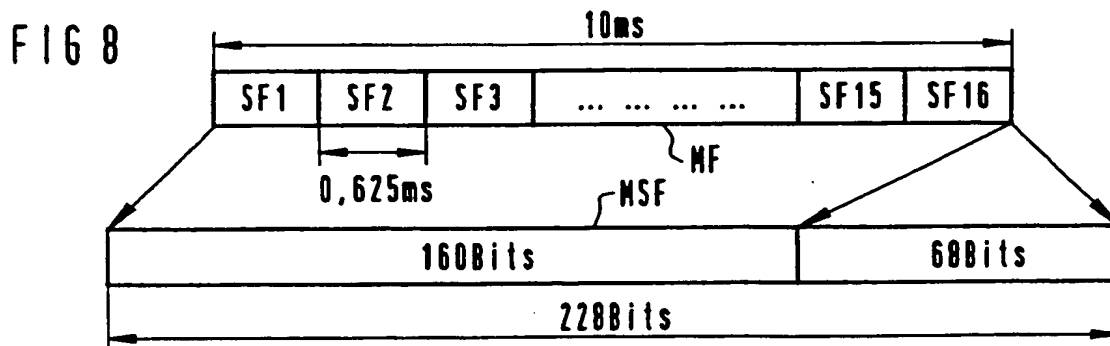 FIG 8
10ms
SF1 SF2 SF3 ... ... ... ... SF15 SF16
MF
0,625ms
MSF
160Bits 68Bits
228Bits